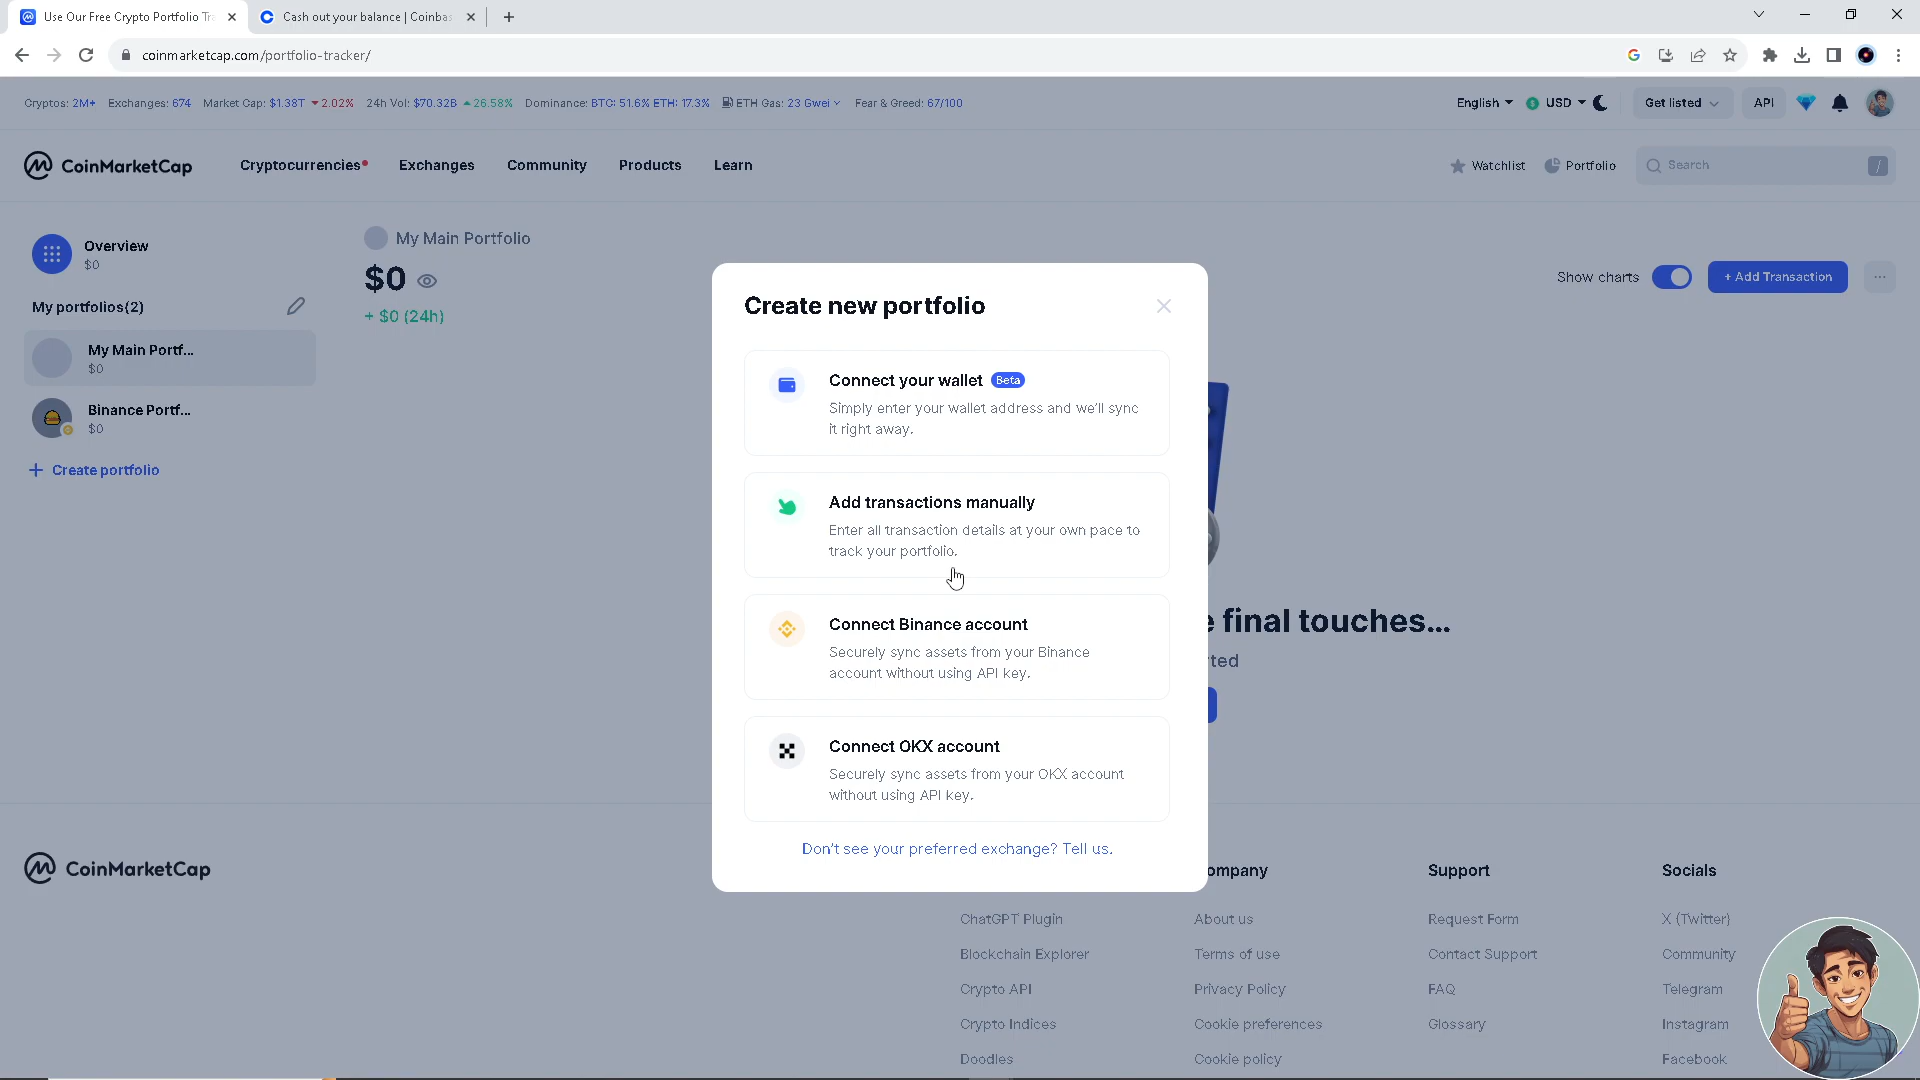 Use Our Free Crypto Portfolio Tr
Cash out your balance | Coinbas
coinmarketcap.com/portfolio-tracker/
Cryptos: 2M+ Exchanges: 674 Market Cap: $1.38T 2.02% 24h Vol: $70.32B 26.58% Dominance: BTC: 51.6% ETH: 17.3% ETH Gas: 23 Gwei Fear & Greed: 67/100
English USD Get listed API
CoinMarketCap Cryptocurrencies Exchanges Community Products Learn
Watchlist Portfolio Search /
Overview
$0
My portfolios(2)
My Main Portf...
$0
Binance Portf...
$0
+ Create portfolio
My Main Portfolio
$0
+ $0 (24h)
Show charts + Add Transaction ...
Create new portfolio
Connect your wallet Beta
Simply enter your wallet address and we'll sync
it right away.
Add transactions manually
Enter all transaction details at your own pace to
track your portfolio.
Connect Binance account
Securely sync assets from your Binance
account without using API key.
Connect OKX account
Securely sync assets from your OKX account
without using API key.
Don't see your preferred exchange? Tell us.
final touches...
CoinMarketCap
ChatGPT Plugin
Blockchain Explorer
Crypto API
Crypto Indices
Doodles
ompany
About us
Terms of use
Privacy Policy
Cookie preferences
Cookie policy
Support
Request Form
Contact Support
FAQ
Glossary
Socials
X (Twitter)
Community
Telegram
Instagram
Facebook